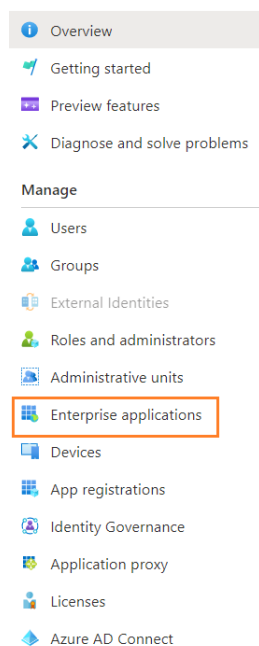 Overview
Getting started
Preview features
Diagnose and solve problems
Manage
Users
Groups
External Identities
Roles and administrators
Administrative units
Enterprise applications
Devices
App registrations
Identity Governance
Application proxy
Licenses
Azure AD Connect